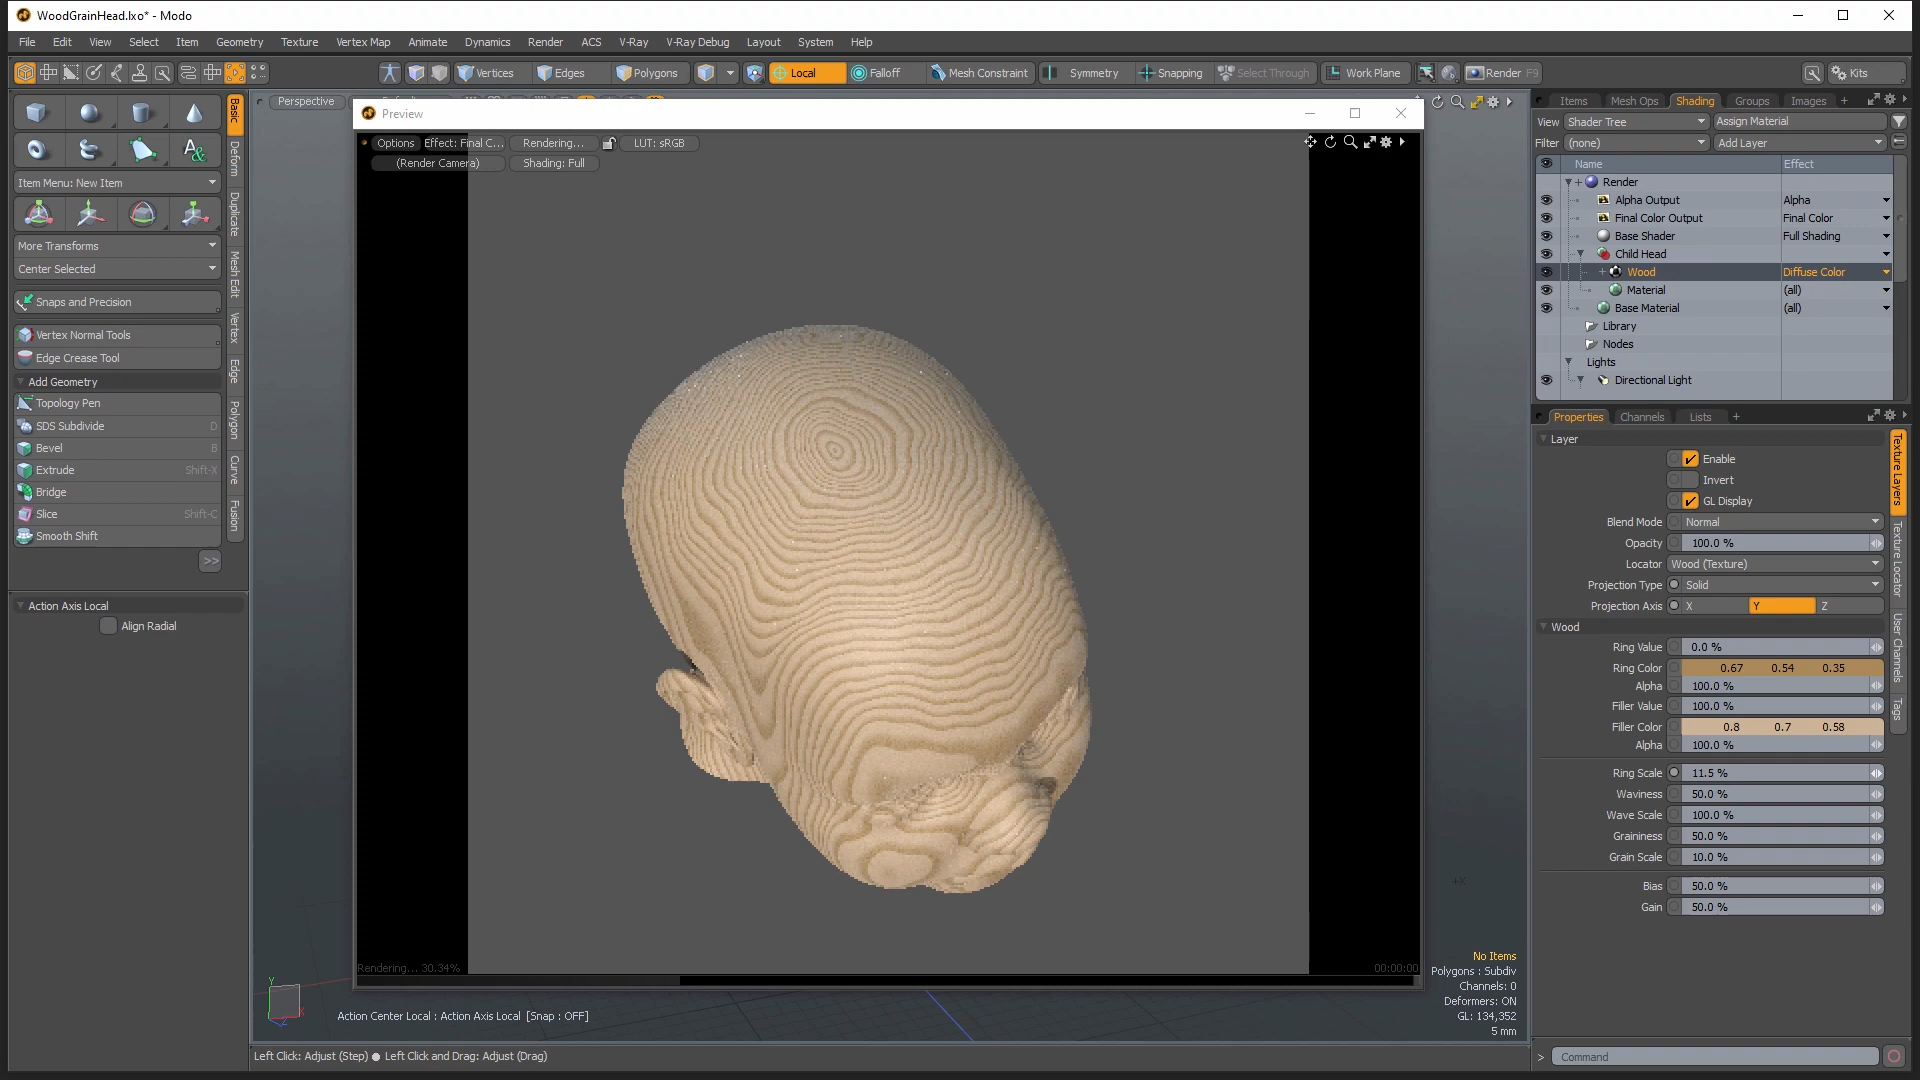 WoodGrainHead.lxo* - Modo
File Edit View Select Item Geometry Texture Vertex Map Animate Dynamics Render ACS V-Ray V-Ray Debug Layout System Help
Vertices Edges Polygons Local Falloff Mesh Constraint Symmetry Snapping Select Through Work Plane Render F9 Kits
Basic
Deform
Duplicate
Mesh Edit
Vertex
Edge
Polygon
Curve
Fusion
Item Menu: New Item
More Transforms
Center Selected
Snaps and Precision
Vertex Normal Tools
Edge Crease Tool
Add Geometry
Topology Pen
SDS Subdivide D
Bevel B
Extrude Shift-X
Bridge
Slice Shift-C
Smooth Shift
>>
Action Axis Local
Align Radial
Perspective
Preview
Options Effect: Final C... Rendering... LUT: sRGB
(Render Camera) Shading: Full
Rendering... 30.34% 00:00:00
+X
Y
X
Z
No Items
Polygons : Subdiv
Channels: 0
Deformers: ON
GL: 134,352
5 mm
Action Center Local : Action Axis Local [Snap : OFF]
Left Click: Adjust (Step) ● Left Click and Drag: Adjust (Drag)
Items Mesh Ops Shading Groups Images +
View Shader Tree Assign Material
Filter (none) Add Layer
Name Effect
Render
Alpha Output Alpha
Final Color Output Final Color
Base Shader Full Shading
Child Head
Wood Diffuse Color
Material (all)
Base Material (all)
Library
Nodes
Lights
Directional Light
Properties Channels Lists +
Layer
Enable
Invert
GL Display
Blend Mode Normal
Opacity 100.0 %
Locator Wood (Texture)
Projection Type Solid
Projection Axis X Y Z
Wood
Ring Value 0.0 %
Ring Color 0.67 0.54 0.35
Alpha 100.0 %
Filler Value 100.0 %
Filler Color 0.8 0.7 0.58
Alpha 100.0 %
Ring Scale 11.5 %
Waviness 50.0 %
Wave Scale 100.0 %
Graininess 50.0 %
Grain Scale 10.0 %
Bias 50.0 %
Gain 50.0 %
Texture Layers
Texture Locator
User Channels
Tags
> Command